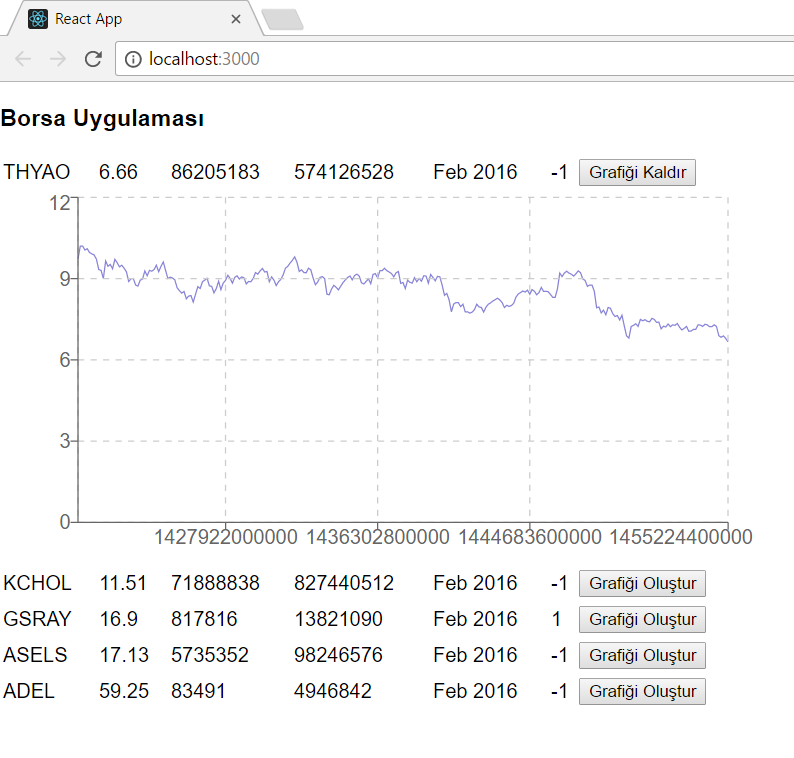 React App
localhost:3000
Borsa Uygulaması
THYAO 6.66 86205183 574126528 Feb 2016 -1 Grafiği Kaldır
12
9
6
3
0
1427922000000 1436302800000 1444683600000 1455224400000
KCHOL 11.51 71888838 827440512 Feb 2016 -1 Grafiği Oluştur
GSRAY 16.9 817816 13821090 Feb 2016 1 Grafiği Oluştur
ASELS 17.13 5735352 98246576 Feb 2016 -1 Grafiği Oluştur
ADEL 59.25 83491 4946842 Feb 2016 -1 Grafiği Oluştur